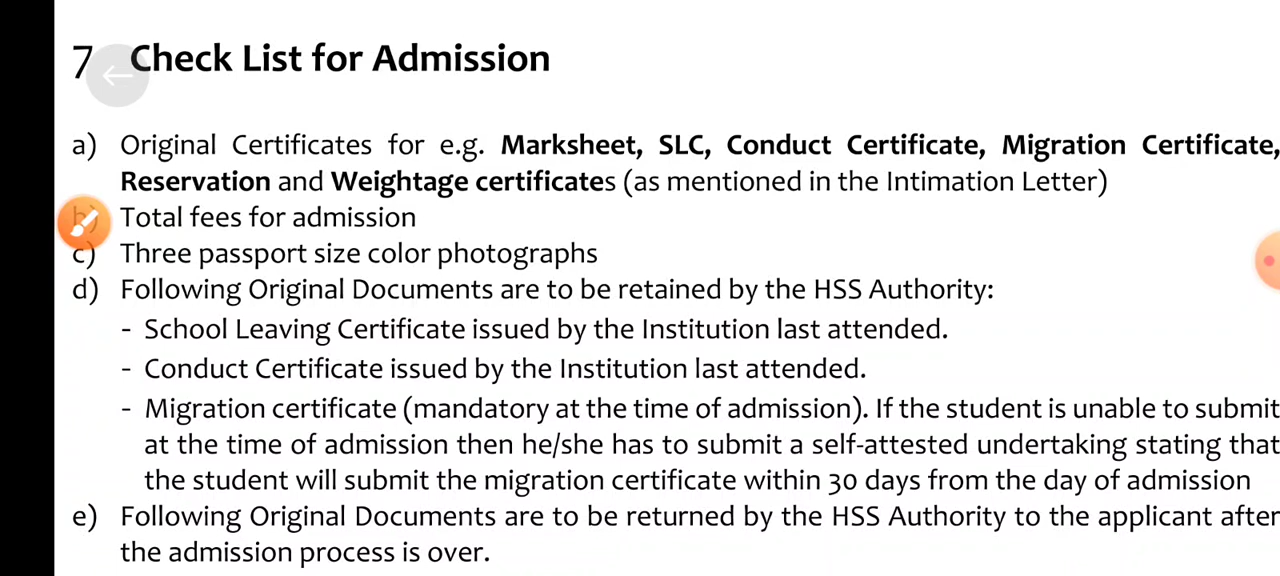 7 Check List for Admission
a) Original Certificates for e.g. Marksheet, SLC, Conduct Certificate, Migration Certificate,
Reservation and Weightage certificates (as mentioned in the Intimation Letter)
b) Total fees for admission
c) Three passport size color photographs
d) Following Original Documents are to be retained by the HSS Authority:
- School Leaving Certificate issued by the Institution last attended.
- Conduct Certificate issued by the Institution last attended.
- Migration certificate (mandatory at the time of admission). If the student is unable to submit
at the time of admission then he/she has to submit a self-attested undertaking stating that
the student will submit the migration certificate within 30 days from the day of admission
e) Following Original Documents are to be returned by the HSS Authority to the applicant after
the admission process is over.